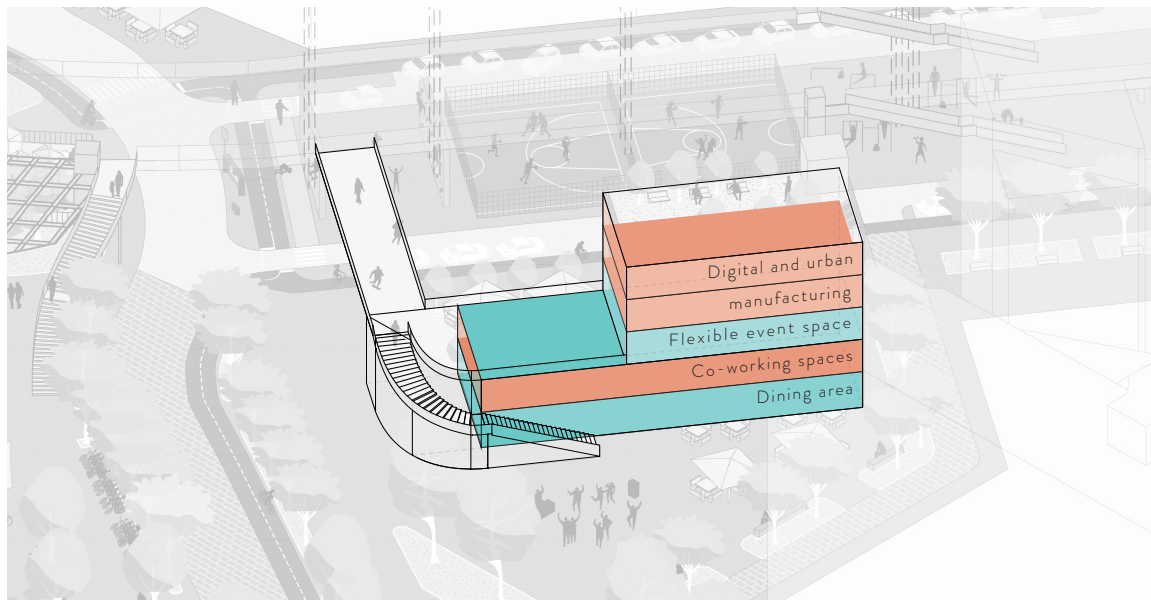 Digital and urban
manufacturing
Flexible event space
Co-working spaces
Dining area